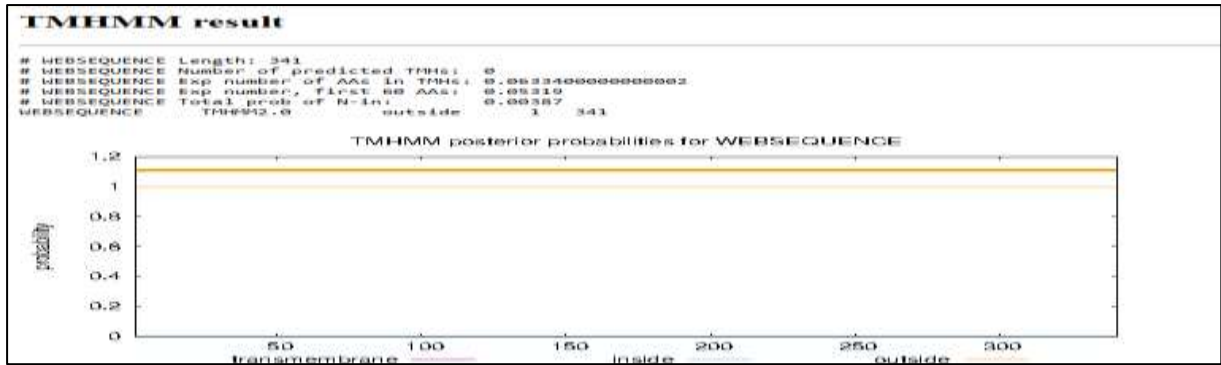 TMHMM result
# WEBSEQUENCE Length: 341
# WEBSEQUENCE Number of predicted TMHs: 0
# WEBSEQUENCE Exp number of AAs in TMHs: 0.0633400000000002
# WEBSEQUENCE Exp number, first 60 AAs: 0.05319
# WEBSEQUENCE Total prob of N-in: 0.00387
WEBSEQUENCE TMHMM2.0 outside 1 341
TMHMM posterior probabilities for WEBSEQUENCE
1.2
1
0.8
0.6
0.4
0.2
0
probability
50 100 150 200 250 300
transmembrane inside outside